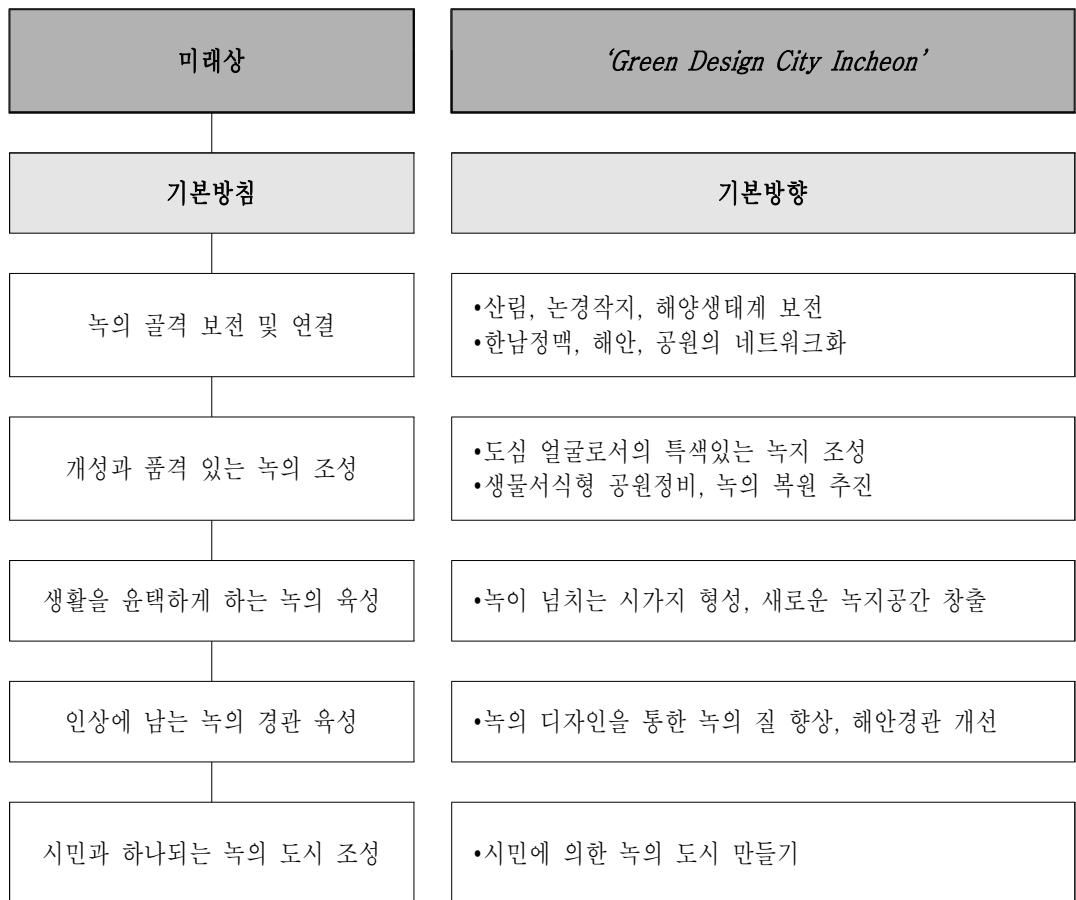 미래상
‘Green Design City Incheon’
기본방침
기본방향
녹의 골격 보전 및 연결
•산림, 논경작지, 해양생태계 보전
•한남정맥, 해안, 공원의 네트워크화
개성과 품격 있는 녹의 조성
•도심 얼굴로서의 특색있는 녹지 조성
•생물서식형 공원정비, 녹의 복원 추진
생활을 윤택하게 하는 녹의 육성
•녹이 넘치는 시가지 형성, 새로운 녹지공간 창출
인상에 남는 녹의 경관 육성
•녹의 디자인을 통한 녹의 질 향상, 해안경관 개선
시민과 하나되는 녹의 도시 조성
•시민에 의한 녹의 도시 만들기